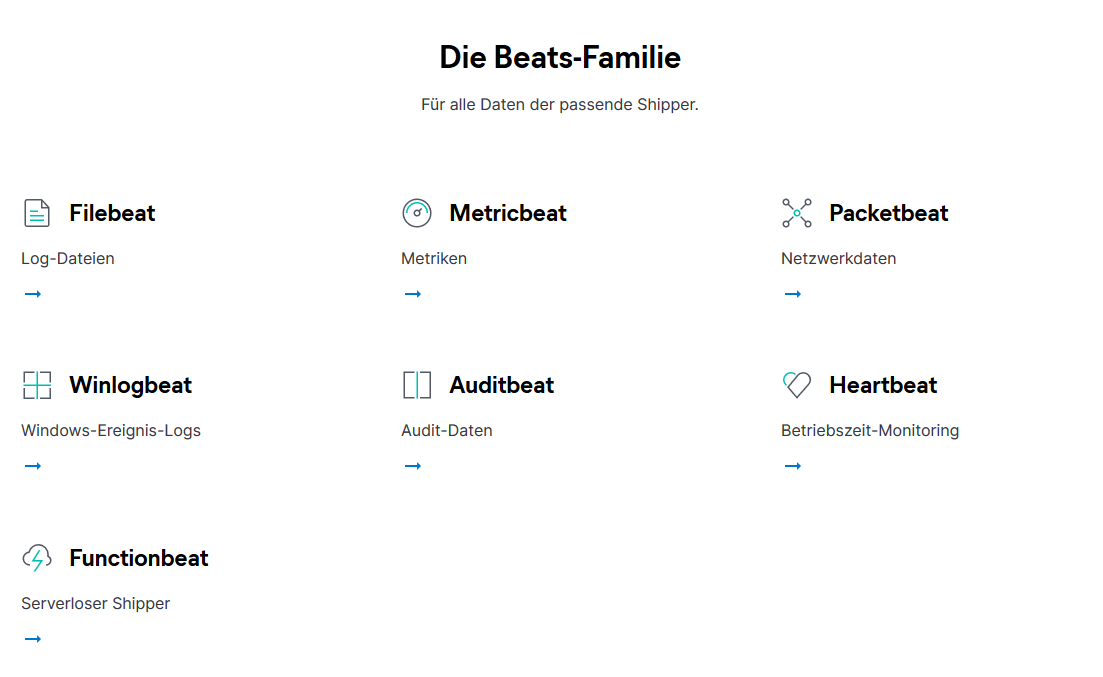 Die Beats-Familie
Für alle Daten der passende Shipper.
Filebeat
Log-Dateien
Metricbeat
Metriken
Packetbeat
Netzwerkdaten
Winlogbeat
Windows-Ereignis-Logs
Auditbeat
Audit-Daten
Heartbeat
Betriebszeit-Monitoring
Functionbeat
Serverloser Shipper